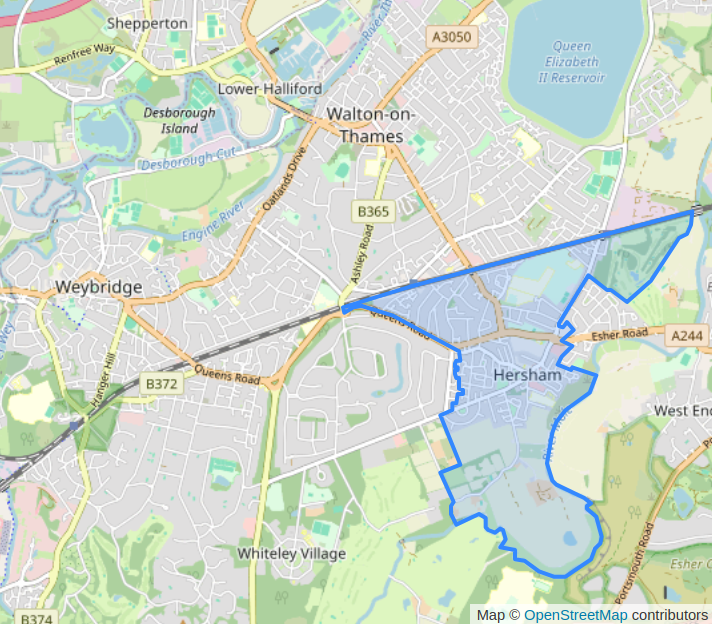 Shepperton
A3050
River Th
Renfree Way
Queen
Elizabeth
II Reservoir
Lower Halliford
Desborough
Island
Walton-on-
Thames
Desborough Cut
Oatlands Drive
B365
Engine River
Ashley Road
Weybridge
Wey
Queens Road
Esher Road
A244
Hanger Hill
B372
Queens Road
Hersham
West End
River Mole
Portsmouth Road
Whiteley Village
Esher C
B374
Map © OpenStreetMap contributors